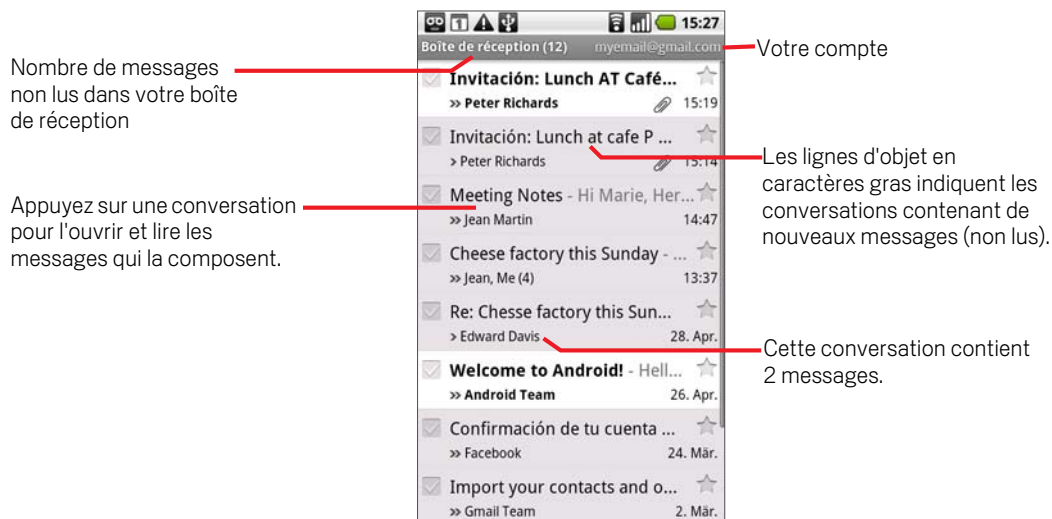 1
15:27
Boîte de réception (12) myemail@gmail.com
Votre compte
Nombre de messages
non lus dans votre boîte
de réception
Invitación: Lunch AT Café...
›› Peter Richards 15:19
Invitación: Lunch at cafe P ...
› Peter Richards 15:14
Les lignes d'objet en
caractères gras indiquent les
conversations contenant de
nouveaux messages (non lus).
Appuyez sur une conversation
pour l'ouvrir et lire les
messages qui la composent.
Meeting Notes - Hi Marie, Her...
›› Jean Martin 14:47
Cheese factory this Sunday - ...
›› Jean, Me (4) 13:37
Re: Chesse factory this Sun...
› Edward Davis 28. Apr.
Cette conversation contient
2 messages.
Welcome to Android! - Hell...
›› Android Team 26. Apr.
Confirmación de tu cuenta ...
›› Facebook 24. Mär.
Import your contacts and o...
›› Gmail Team 2. Mär.